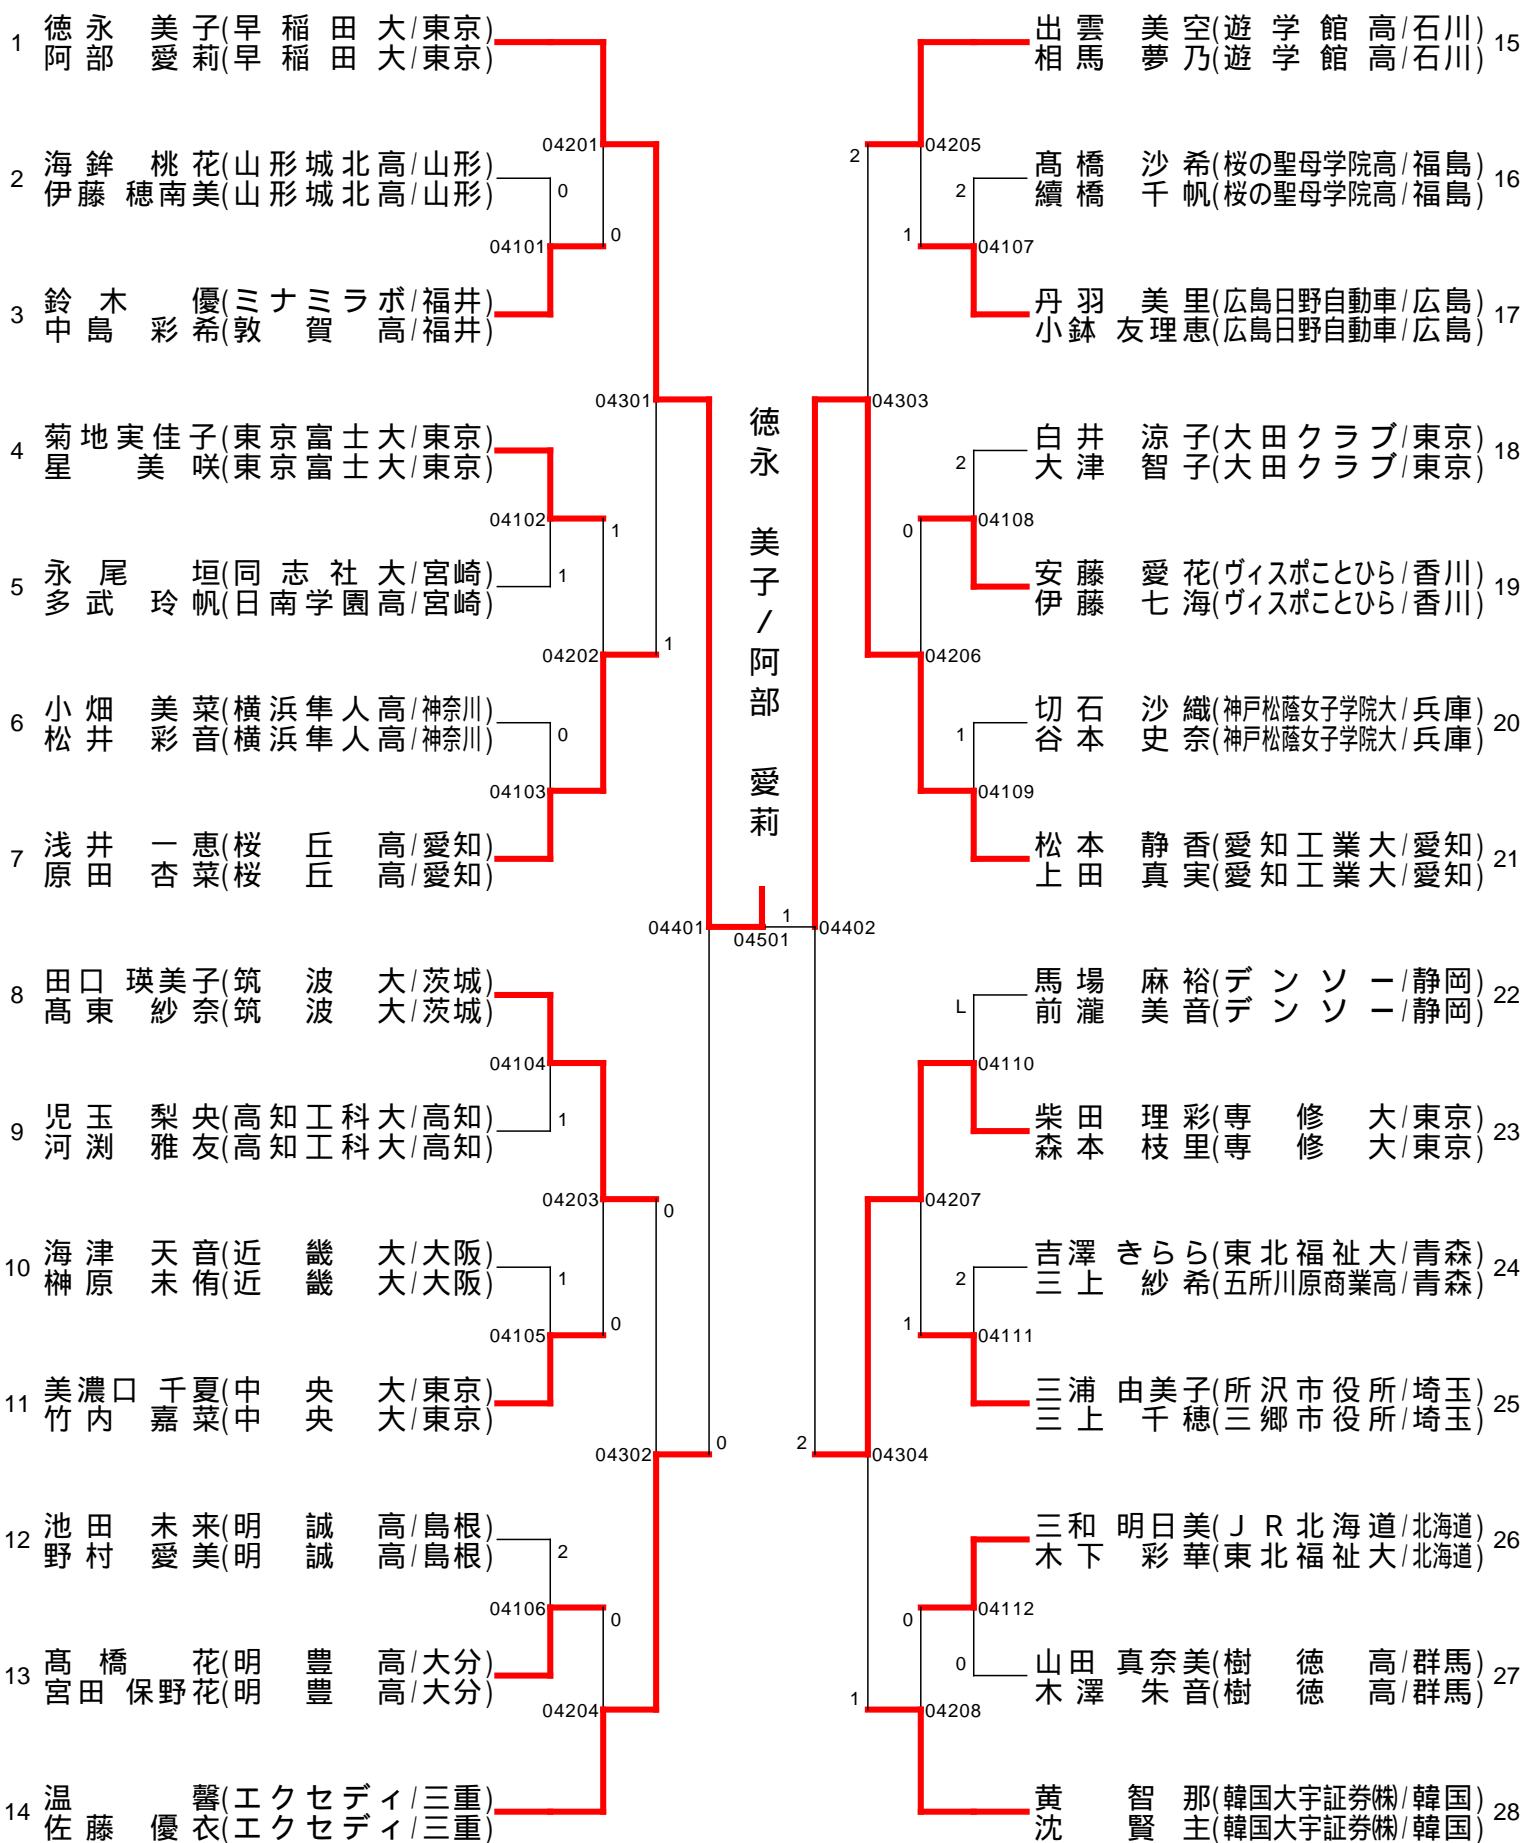 1 徳永 美子(早稲田大/東京)
阿部 愛莉(早稲田大/東京)
04201
2 海鉾 桃花(山形城北高/山形)
伊藤 穂南美(山形城北高/山形)
0
04101
0
3 鈴木 優(ミナミラボ/福井)
中島 彩希(敦賀高/福井)
04301
4 菊地実佳子(東京富士大/東京)
星 美咲(東京富士大/東京)
04102
1
5 永尾 垣(同志社大/宮崎)
多武 玲帆(日南学園高/宮崎)
1
04202
1
6 小畑 美菜(横浜隼人高/神奈川)
松井 彩音(横浜隼人高/神奈川)
0
04103
7 浅井 一恵(桜丘高/愛知)
原田 杏菜(桜丘高/愛知)
04401
8 田口 瑛美子(筑波大/茨城)
髙東 紗奈(筑波大/茨城)
04104
9 児玉 梨央(高知工科大/高知)
河渕 雅友(高知工科大/高知)
1
04203
0
10 海津 天音(近畿大/大阪)
榊原 未侑(近畿大/大阪)
1
04105
0
11 美濃口 千夏(中央大/東京)
竹内 嘉菜(中央大/東京)
04302
0
12 池田 未来(明誠高/島根)
野村 愛美(明誠高/島根)
2
04106
0
13 髙橋 花(明豊高/大分)
宮田 保野花(明豊高/大分)
04204
14 温 馨(エクセディ/三重)
佐藤 優衣(エクセディ/三重)
徳永 美子/阿部 愛莉
1
04501
出雲 美空(遊学館高/石川) 15
相馬 夢乃(遊学館高/石川)
2
04205
髙橋 沙希(桜の聖母学院高/福島) 16
續橋 千帆(桜の聖母学院高/福島)
2
1
04107
丹羽 美里(広島日野自動車/広島) 17
小鉢 友理恵(広島日野自動車/広島)
04303
白井 涼子(大田クラブ/東京) 18
大津 智子(大田クラブ/東京)
2
0
04108
安藤 愛花(ヴィスポことひら/香川) 19
伊藤 七海(ヴィスポことひら/香川)
04206
切石 沙織(神戸松蔭女子学院大/兵庫) 20
谷本 史奈(神戸松蔭女子学院大/兵庫)
1
04109
松本 静香(愛知工業大/愛知) 21
上田 真実(愛知工業大/愛知)
04402
馬場 麻裕(デンソー/静岡) 22
前瀧 美音(デンソー/静岡)
L
04110
柴田 理彩(専修大/東京) 23
森本 枝里(専修大/東京)
04207
吉澤 きらら(東北福祉大/青森) 24
三上 紗希(五所川原商業高/青森)
2
1
04111
三浦 由美子(所沢市役所/埼玉) 25
三上 千穂(三郷市役所/埼玉)
2
04304
三和 明日美(JR北海道/北海道) 26
木下 彩華(東北福祉大/北海道)
0
04112
山田 真奈美(樹徳高/群馬) 27
木澤 朱音(樹徳高/群馬)
0
1
04208
黄 智那(韓国大宇証券㈱/韓国) 28
沈 賢主(韓国大宇証券㈱/韓国)